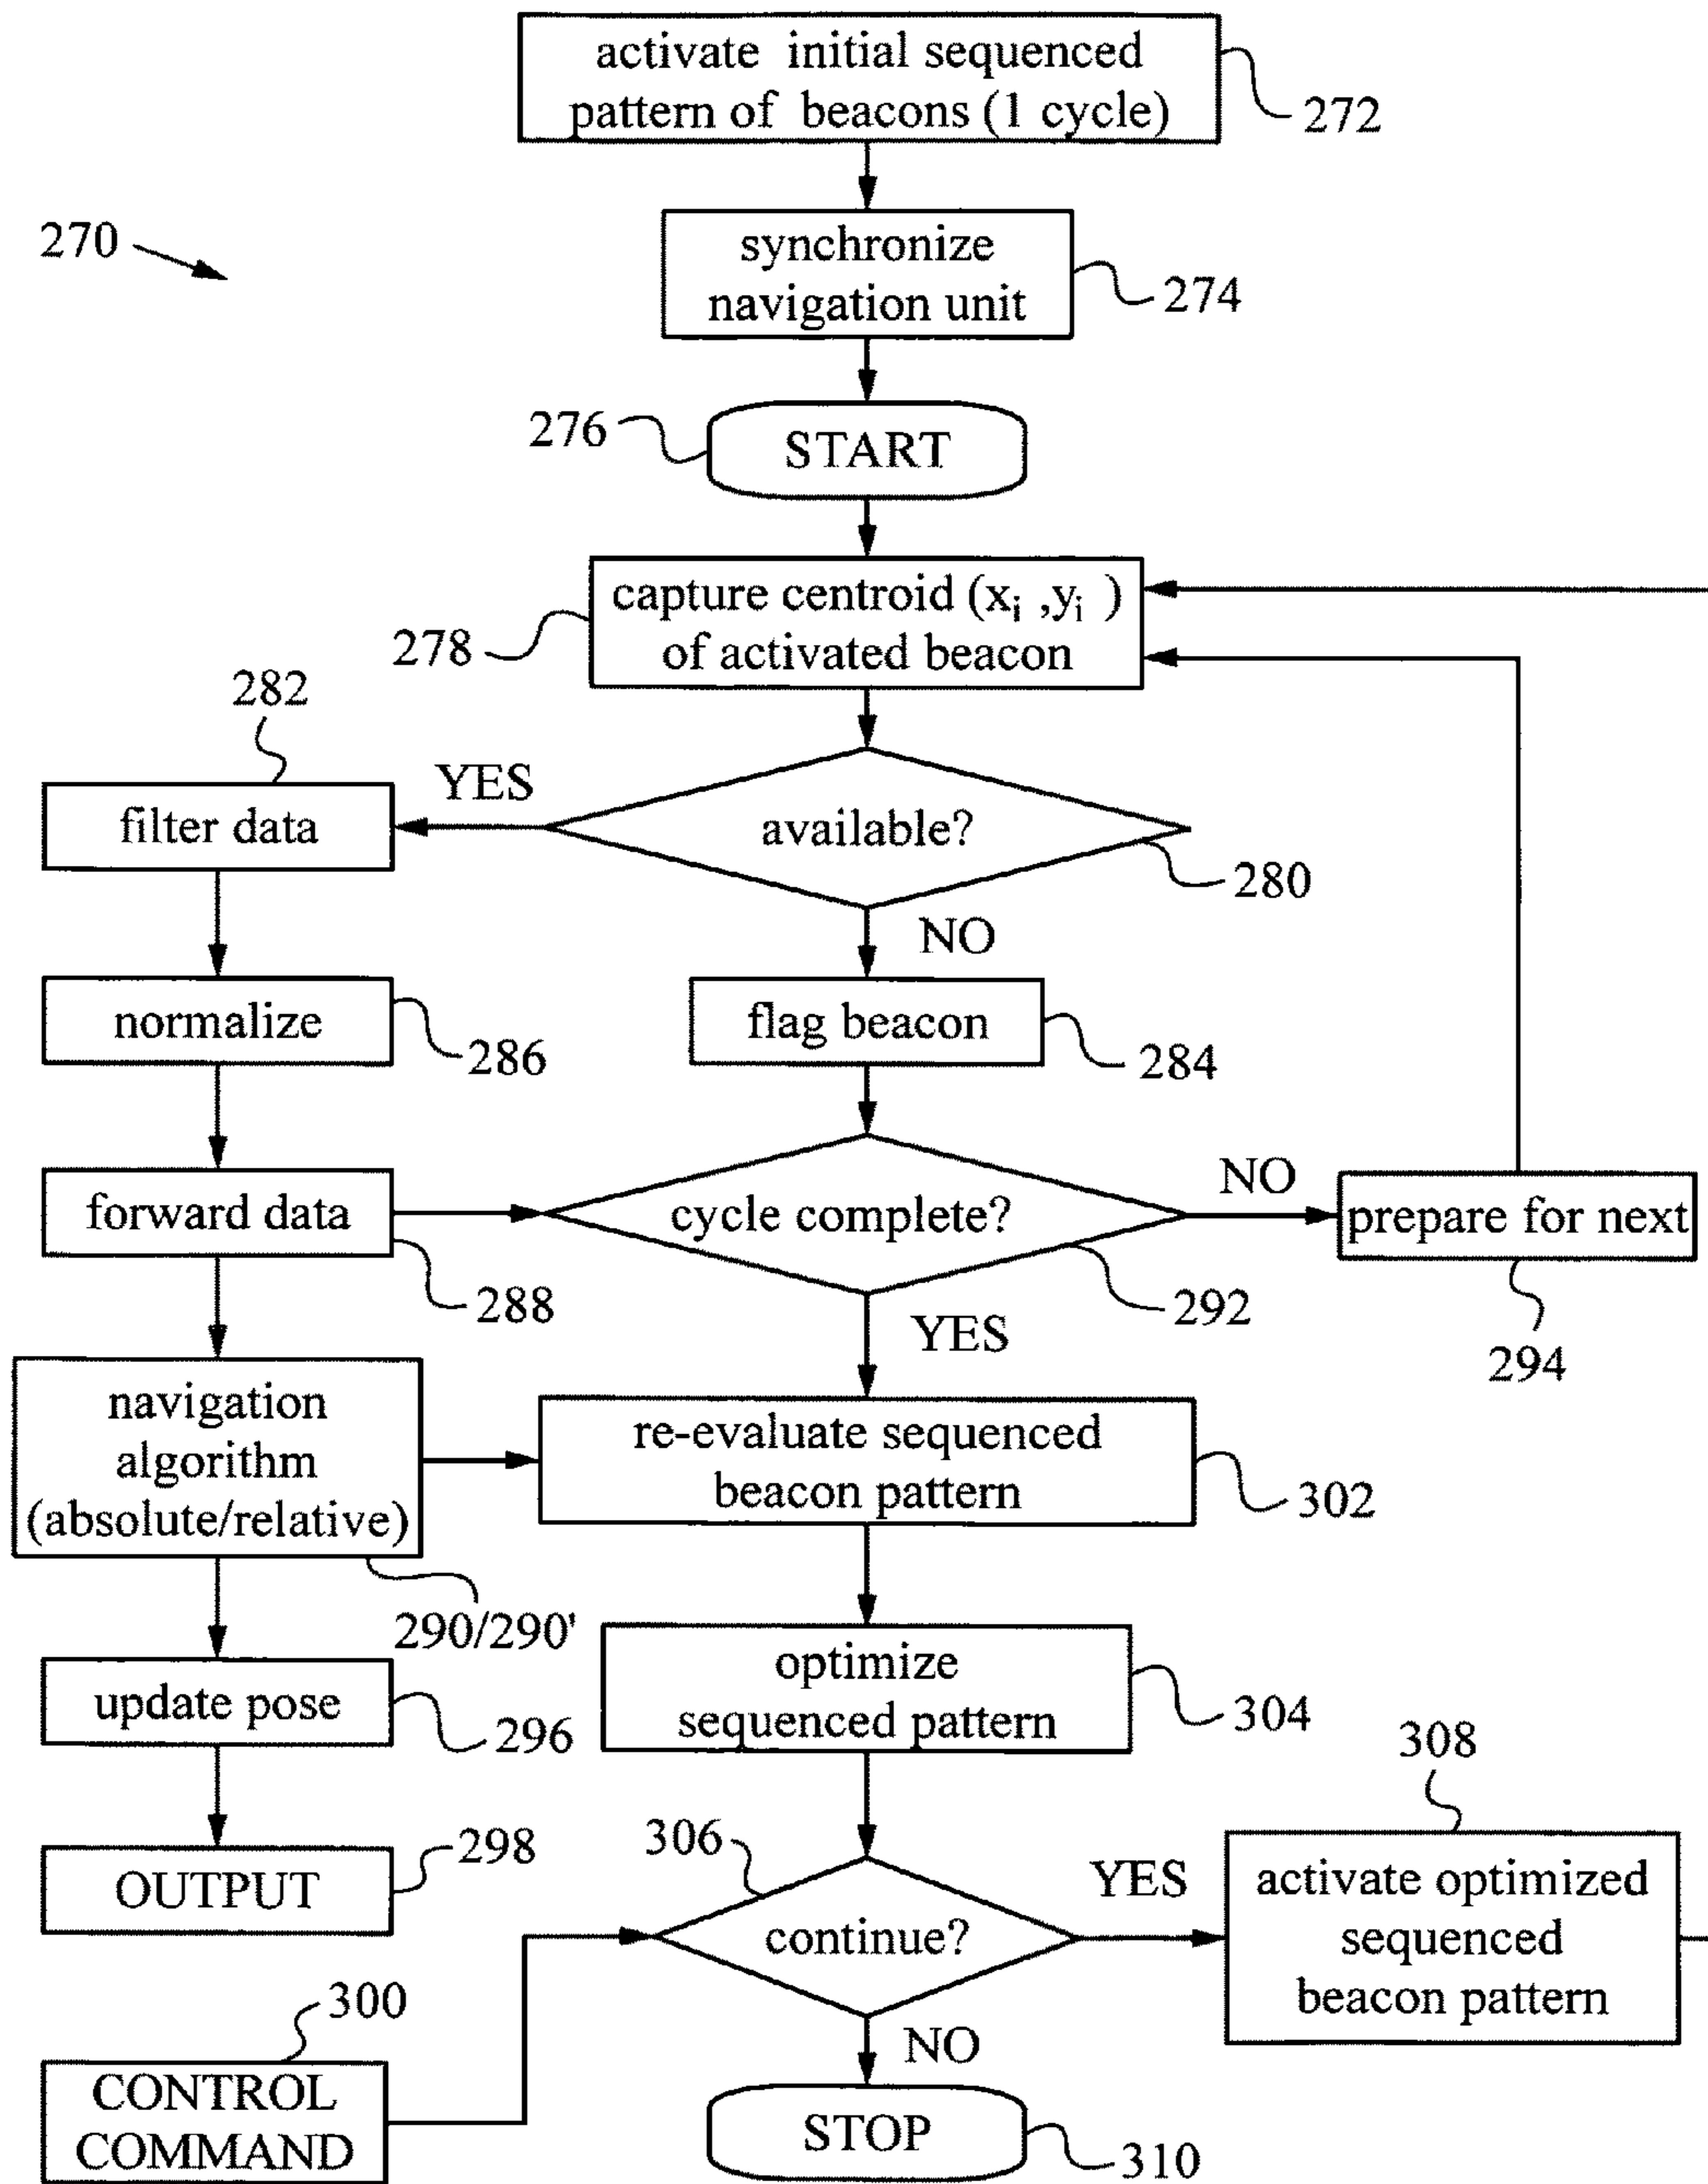 activate initial sequenced
pattern of beacons (1 cycle)
272
270
synchronize
navigation unit
274
276
START
capture centroid (xi ,yi )
of activated beacon
278
282
YES
filter data
available?
280
NO
normalize
286
flag beacon
284
forward data
288
cycle complete?
292
NO
prepare for next
294
YES
navigation
algorithm
(absolute/relative)
290/290'
re-evaluate sequenced
beacon pattern
302
update pose
296
optimize
sequenced pattern
304
308
OUTPUT
298
306
continue?
YES
activate optimized
sequenced
beacon pattern
300
CONTROL
COMMAND
NO
STOP
310